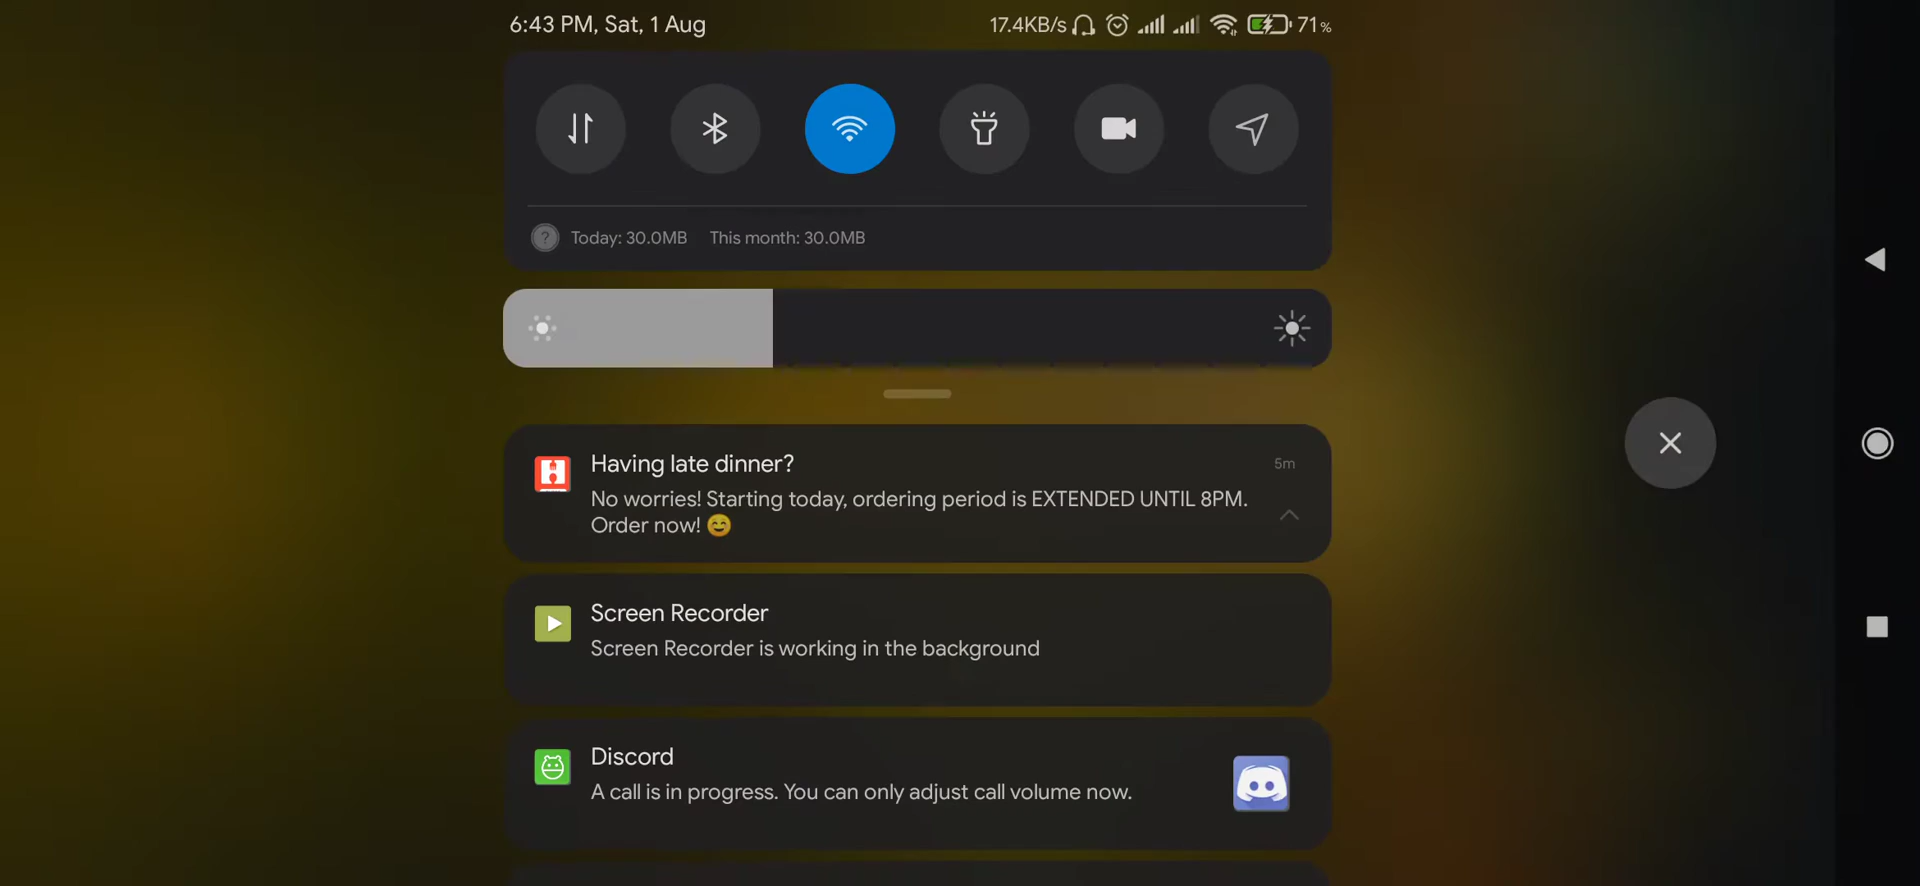 6:43 PM, Sat, 1 Aug
17.4KB/s 71%
Today: 30.0MB This month: 30.0MB
Having late dinner?
5m
No worries! Starting today, ordering period is EXTENDED UNTIL 8PM.
Order now! 😊
Screen Recorder
Screen Recorder is working in the background
Discord
A call is in progress. You can only adjust call volume now.